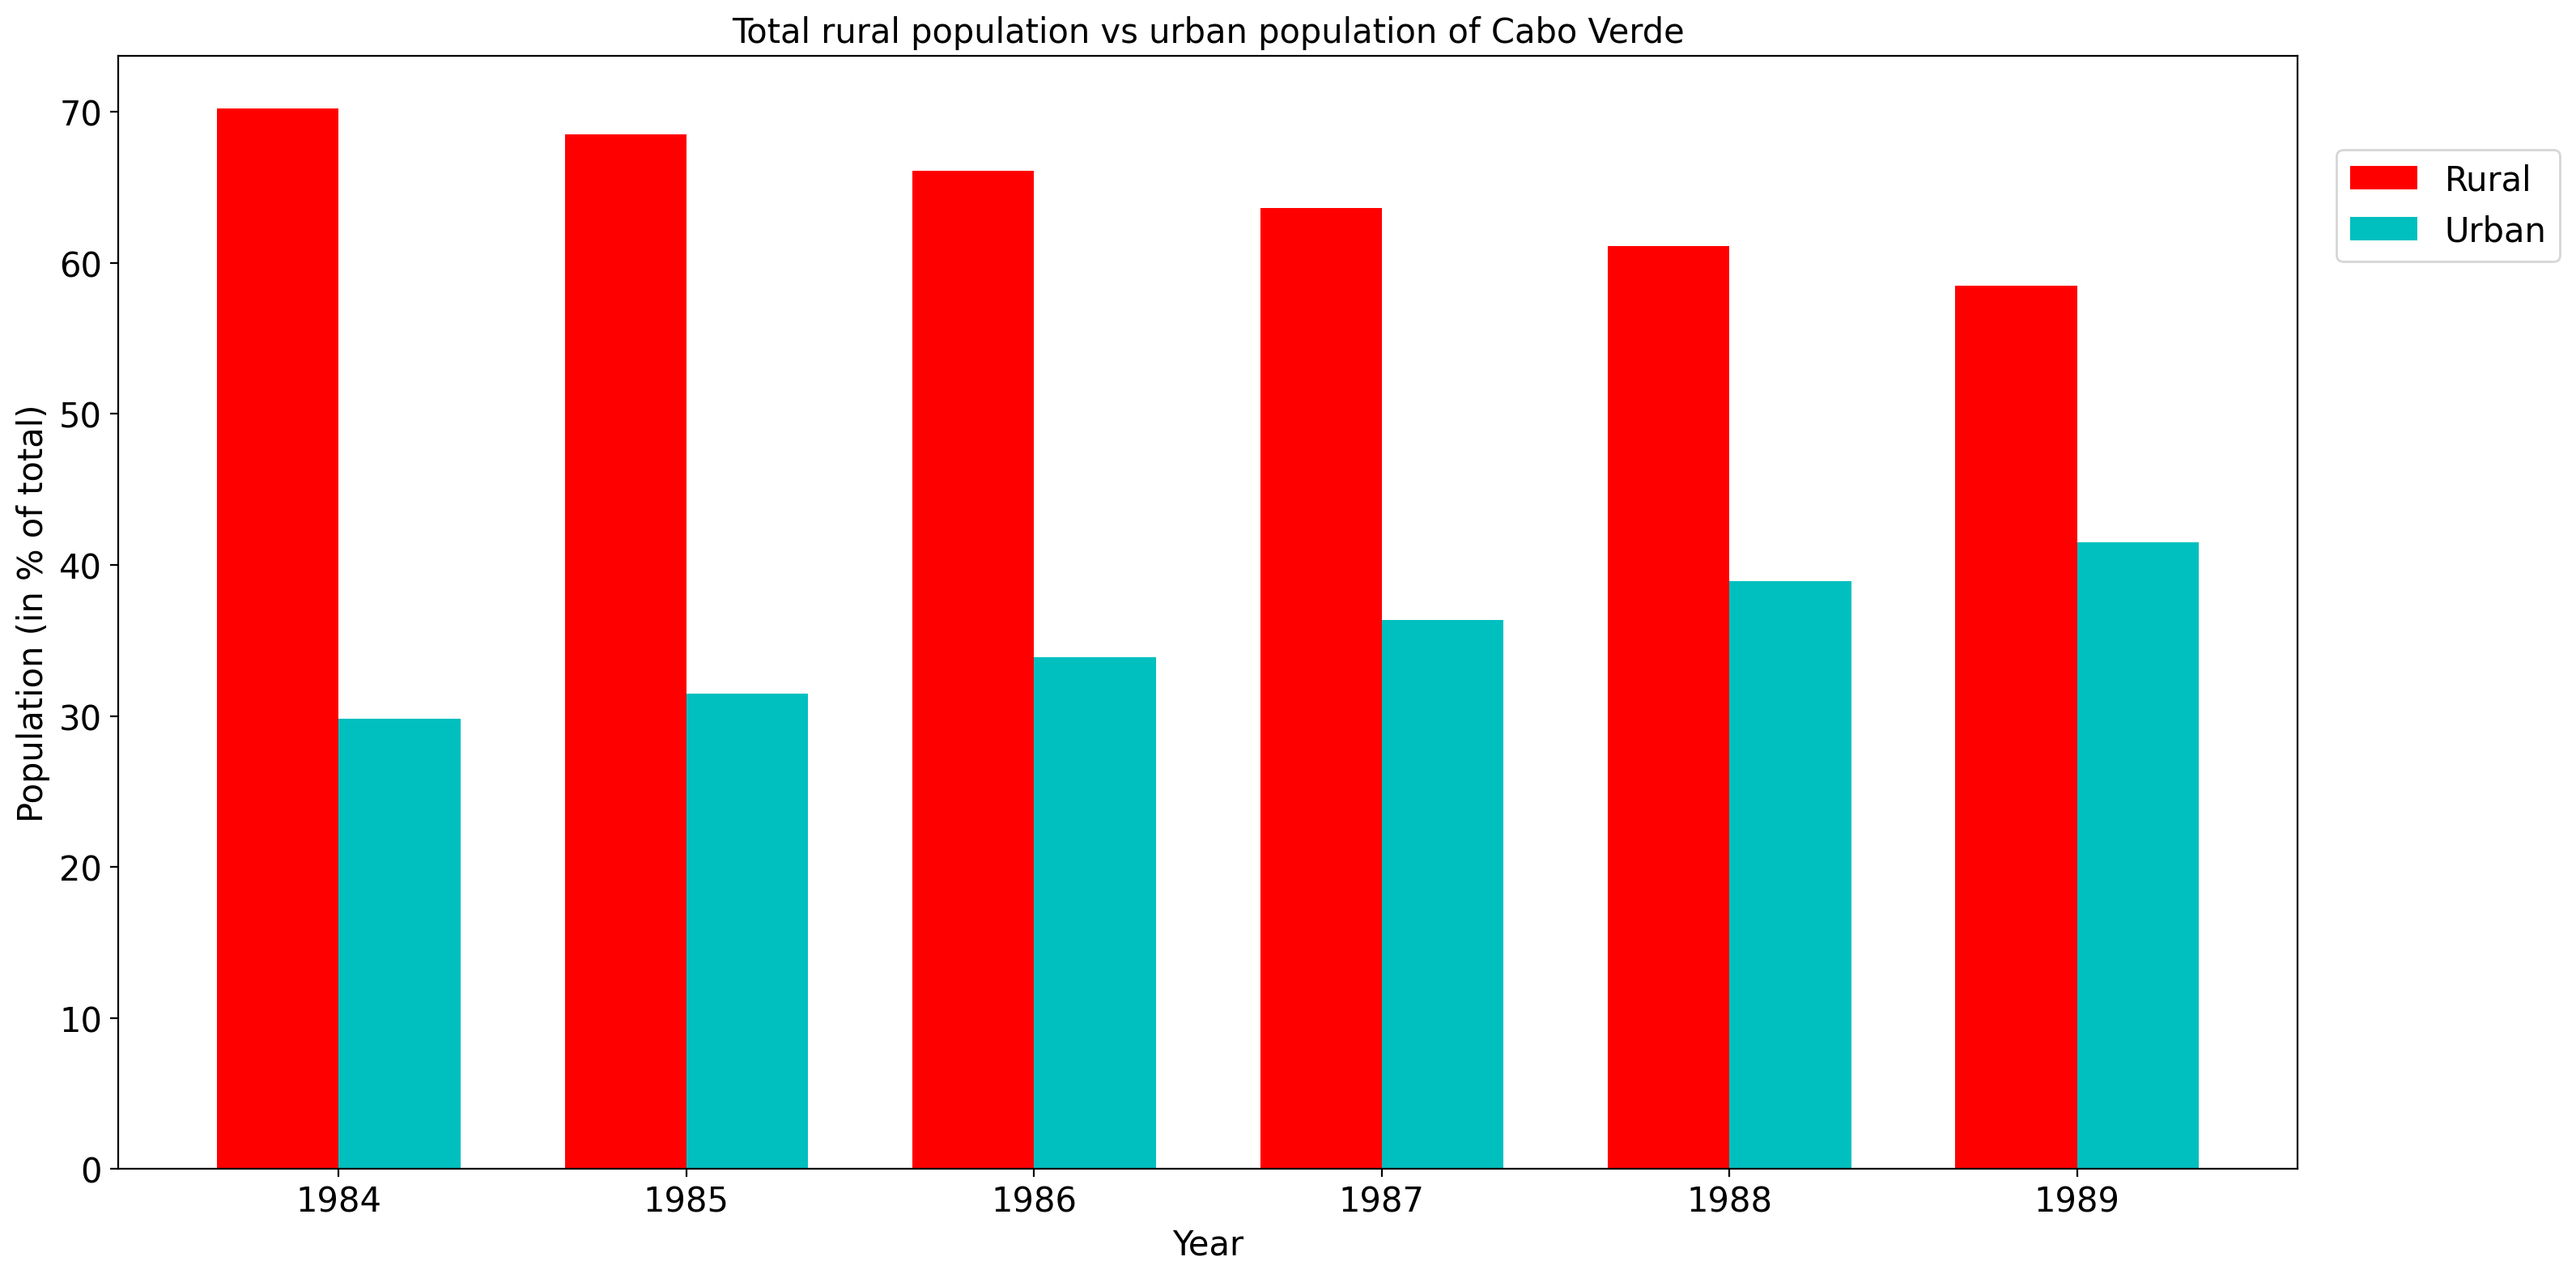 Total rural population vs urban population of Cabo Verde
Population (in % of total)
70
60
50
40
30
20
10
0
1984 1985 1986 1987 1988 1989
Year
Rural
Urban